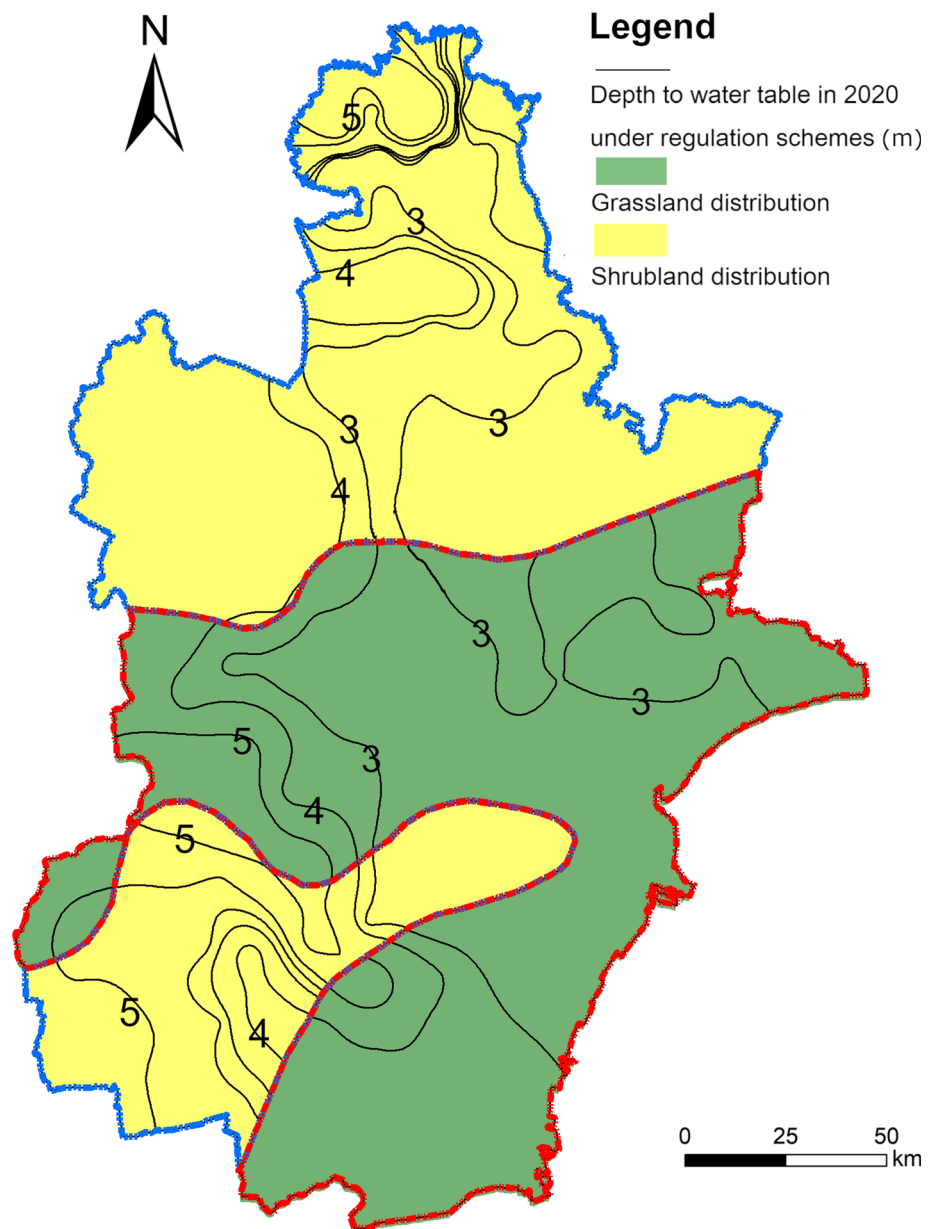 N
Legend
Depth to water table in 2020
under regulation schemes (m)
Grassland distribution
Shrubland distribution
5
3
4
3
3
4
3
3
5
3
4
5
5
4
0 25 50
km